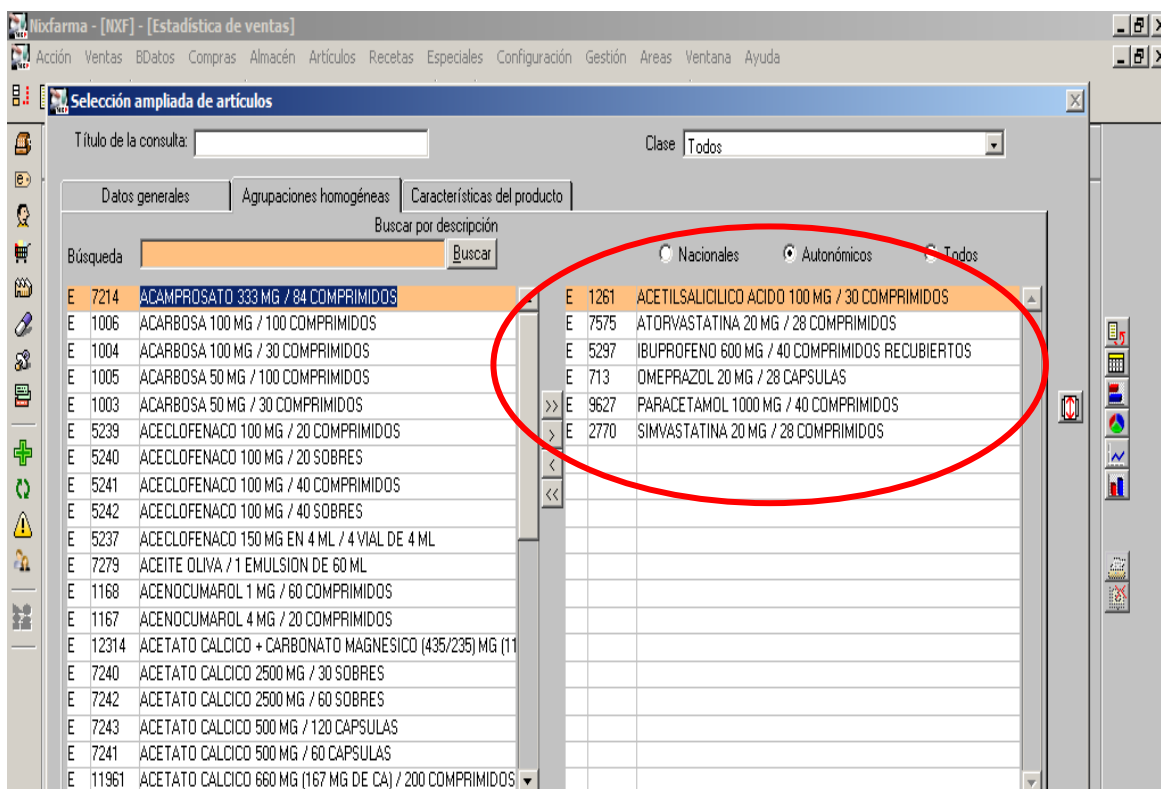 Nixfarma - [NXF] - [Estadística de ventas]
Acción Ventas BDatos Compras Almacén Artículos Recetas Especiales Configuración Gestión Areas Ventana Ayuda
Selección ampliada de artículos
Título de la consulta: Clase Todos
Datos generales Agrupaciones homogéneas Características del producto
Buscar por descripción
Búsqueda Buscar Nacionales Autonómicos Todos
E 7214 ACAMPROSATO 333 MG / 84 COMPRIMIDOS E 1261 ACETILSALICILICO ACIDO 100 MG / 30 COMPRIMIDOS
E 1006 ACARBOSA 100 MG / 100 COMPRIMIDOS E 7575 ATORVASTATINA 20 MG / 28 COMPRIMIDOS
E 1004 ACARBOSA 100 MG / 30 COMPRIMIDOS E 5297 IBUPROFENO 600 MG / 40 COMPRIMIDOS RECUBIERTOS
E 1005 ACARBOSA 50 MG / 100 COMPRIMIDOS E 713 OMEPRAZOL 20 MG / 28 CAPSULAS
E 1003 ACARBOSA 50 MG / 30 COMPRIMIDOS >> E 9627 PARACETAMOL 1000 MG / 40 COMPRIMIDOS
E 5239 ACECLOFENACO 100 MG / 20 COMPRIMIDOS > E 2770 SIMVASTATINA 20 MG / 28 COMPRIMIDOS
E 5240 ACECLOFENACO 100 MG / 20 SOBRES <
E 5241 ACECLOFENACO 100 MG / 40 COMPRIMIDOS <<
E 5242 ACECLOFENACO 100 MG / 40 SOBRES
E 5237 ACECLOFENACO 150 MG EN 4 ML / 4 VIAL DE 4 ML
E 7279 ACEITE OLIVA / 1 EMULSION DE 60 ML
E 1168 ACENOCUMAROL 1 MG / 60 COMPRIMIDOS
E 1167 ACENOCUMAROL 4 MG / 20 COMPRIMIDOS
E 12314 ACETATO CALCICO + CARBONATO MAGNESICO (435/235) MG (11
E 7240 ACETATO CALCICO 2500 MG / 30 SOBRES
E 7242 ACETATO CALCICO 2500 MG / 60 SOBRES
E 7243 ACETATO CALCICO 500 MG / 120 CAPSULAS
E 7241 ACETATO CALCICO 500 MG / 60 CAPSULAS
E 11961 ACETATO CALCICO 660 MG (167 MG DE CA) / 200 COMPRIMIDOS